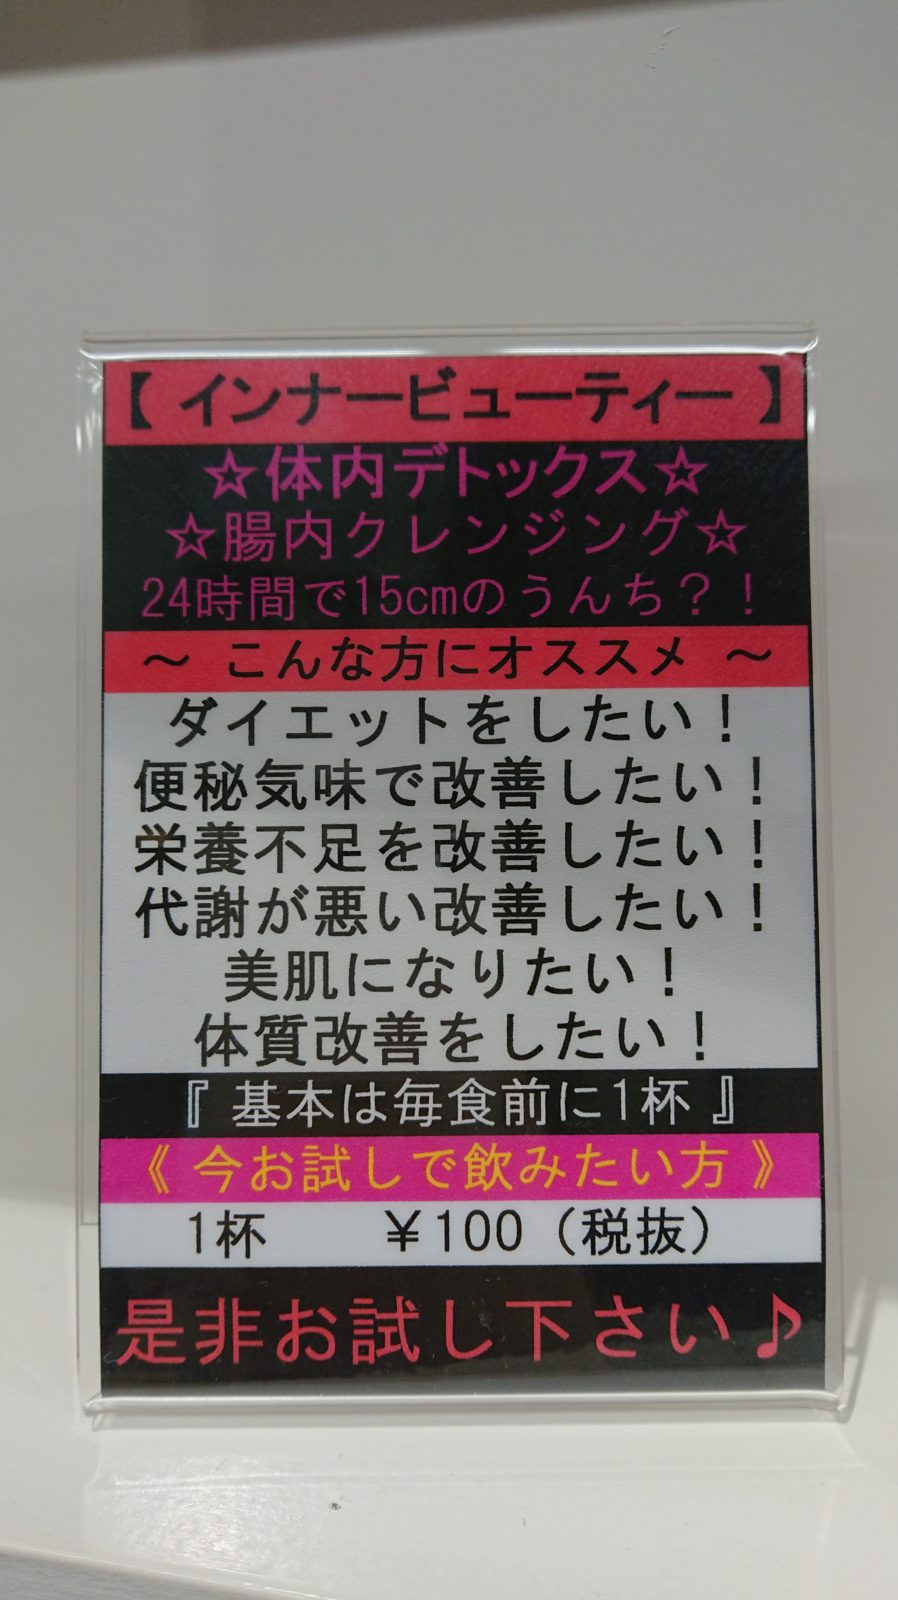 【 インナービューティー 】
☆体内デトックス☆
☆腸内クレンジング☆
24時間で15cmのうんち？！
～ こんな方にオススメ ～
ダイエットをしたい！
便秘気味で改善したい！
栄養不足を改善したい！
代謝が悪い改善したい！
美肌になりたい！
体質改善をしたい！
『 基本は毎食前に1杯 』
《 今お試しで飲みたい方 》
1杯 ￥100（税抜）
是非お試し下さい♪